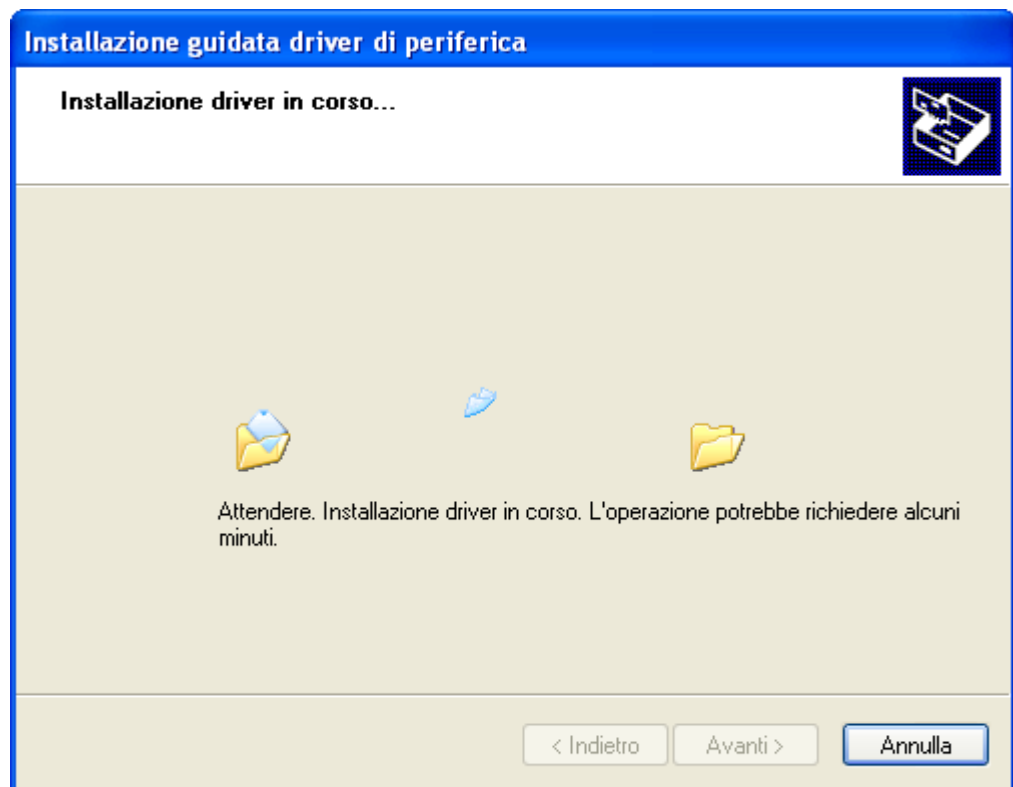 Installazione guidata driver di periferica
Installazione driver in corso...
Attendere. Installazione driver in corso. L'operazione potrebbe richiedere alcuni
minuti.
< Indietro
Avanti >
Annulla